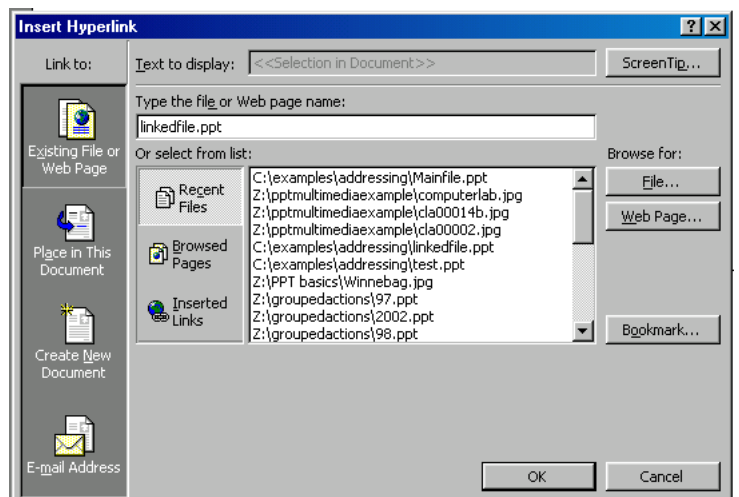 Insert Hyperlink
Link to:
Text to display:
<<Selection in Document>>
ScreenTip...
Existing File or
Web Page
Place in This
Document
Create New
Document
E-mail Address
Type the file or Web page name:
linkedfile.ppt
Or select from list:
Recent
Files
Browsed
Pages
Inserted
Links
C:\examples\addressing\Mainfile.ppt
Z:\pptmultimediaexample\computerlab.jpg
Z:\pptmultimediaexample\cla00014b.jpg
Z:\pptmultimediaexample\cla00002.jpg
C:\examples\addressing\linkedfile.ppt
C:\examples\addressing\test.ppt
Z:\PPT basics\Winnebag.jpg
Z:\groupedactions\97.ppt
Z:\groupedactions\2002.ppt
Z:\groupedactions\98.ppt
Browse for:
File...
Web Page...
Bookmark...
OK
Cancel